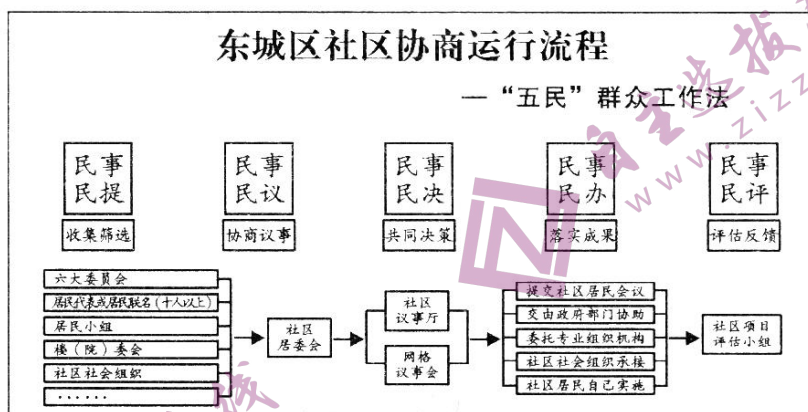 东城区社区协商运行流程
—“五民”群众工作法
民事
民提
民事
民议
民事
民决
民事
民办
民事
民评
收集筛选
协商议事
共同决策
落实成果
评估反馈
六大委员会
居民代表或居民联名(十人以上)
居民小组
楼(院)委会
社区社会组织
······
社区
居委会
社区
议事厅
网格
议事会
提交社区居民会议
交由政府部门协助
委托专业组织机构
社区社会组织承接
社区居民自己实施
社区项目
评估小组
自主选拔
www.zizz
线